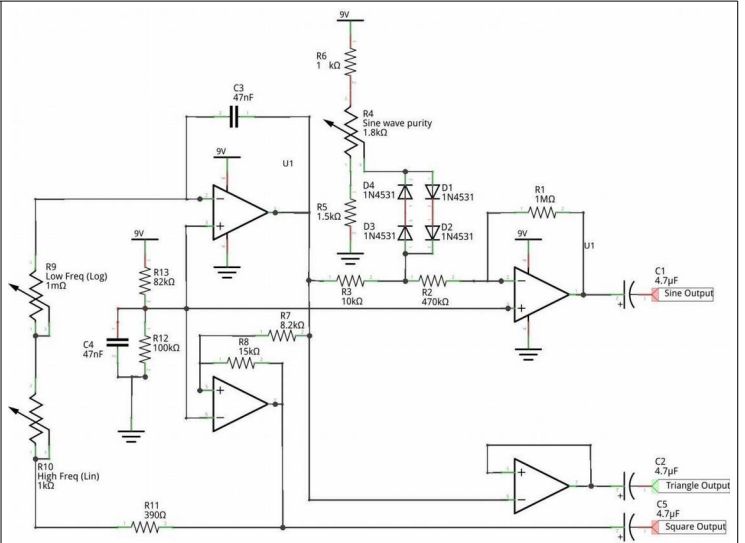 9V
R6
1 kΩ
C3
47nF
R4
Sine wave purity
1.8kΩ
9V
U1
D4
1N4531
D1
1N4531
R5
1.5kΩ
D3
1N4531
D2
1N4531
R1
1MΩ
9V
9V
U1
R9
Low Freq (Log)
1mΩ
R13
82kΩ
C1
4.7µF
Sine Output
R3
10kΩ
R2
470kΩ
R7
8.2kΩ
C4
47nF
R12
100kΩ
R8
15kΩ
R10
High Freq (Lin)
1kΩ
C2
4.7µF
Triangle Output
R11
390Ω
C5
4.7µF
Square Output